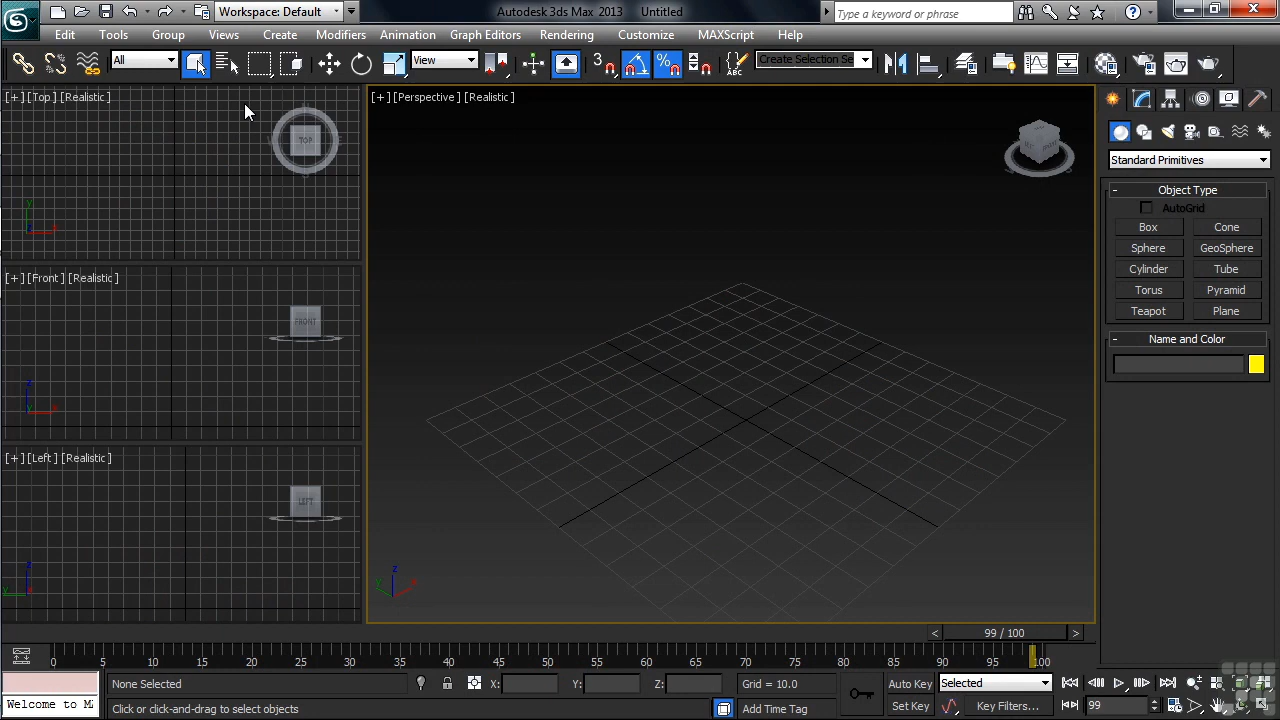 Workspace: Default
Autodesk 3ds Max 2013    Untitled
Type a keyword or phrase
Edit Tools Group Views Create Modifiers Animation Graph Editors Rendering Customize MAXScript Help
All
View
3
%
ABC
Create Selection Se
[+] [Top] [Realistic]
TOP
y
x
[+] [Front] [Realistic]
FRONT
z
y
x
[+] [Left] [Realistic]
LEFT
z
y
x
[+] [Perspective] [Realistic]
z
y
x
Standard Primitives
- Object Type
AutoGrid
Box Cone
Sphere GeoSphere
Cylinder Tube
Torus Pyramid
Teapot Plane
- Name and Color
< 99 / 100 >
0 5 10 15 20 25 30 35 40 45 50 55 60 65 70 75 80 85 90 95 100
None Selected X: Y: Z: Grid = 10.0 Auto Key Selected
Welcome to M Click or click-and-drag to select objects Add Time Tag Set Key Key Filters... 99